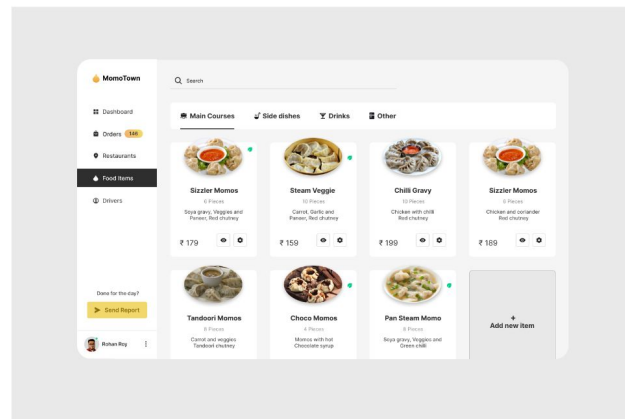 MomoTown
Search
Dashboard
Orders 146
Restaurants
Food Items
Drivers
Main Courses
Side dishes
Drinks
Other
Sizzler Momos
6 Pieces
Soya gravy, Veggies and
Paneer, Red chutney
₹ 179
Steam Veggie
10 Pieces
Carrot, Garlic and
Paneer, Red chutney
₹ 159
Chilli Gravy
10 Pieces
Chicken with chilli
Red chutney
₹ 199
Sizzler Momos
6 Pieces
Chicken and coriander
Red chutney
₹ 189
Tandoori Momos
8 Pieces
Carrot and veggies
Tandoori chutney
Choco Momos
4 Pieces
Momos with hot
Chocolate syrup
Pan Steam Momo
8 Pieces
Soya gravy, Veggies and
Green chilli
+
Add new item
Done for the day?
Send Report
Rohan Roy